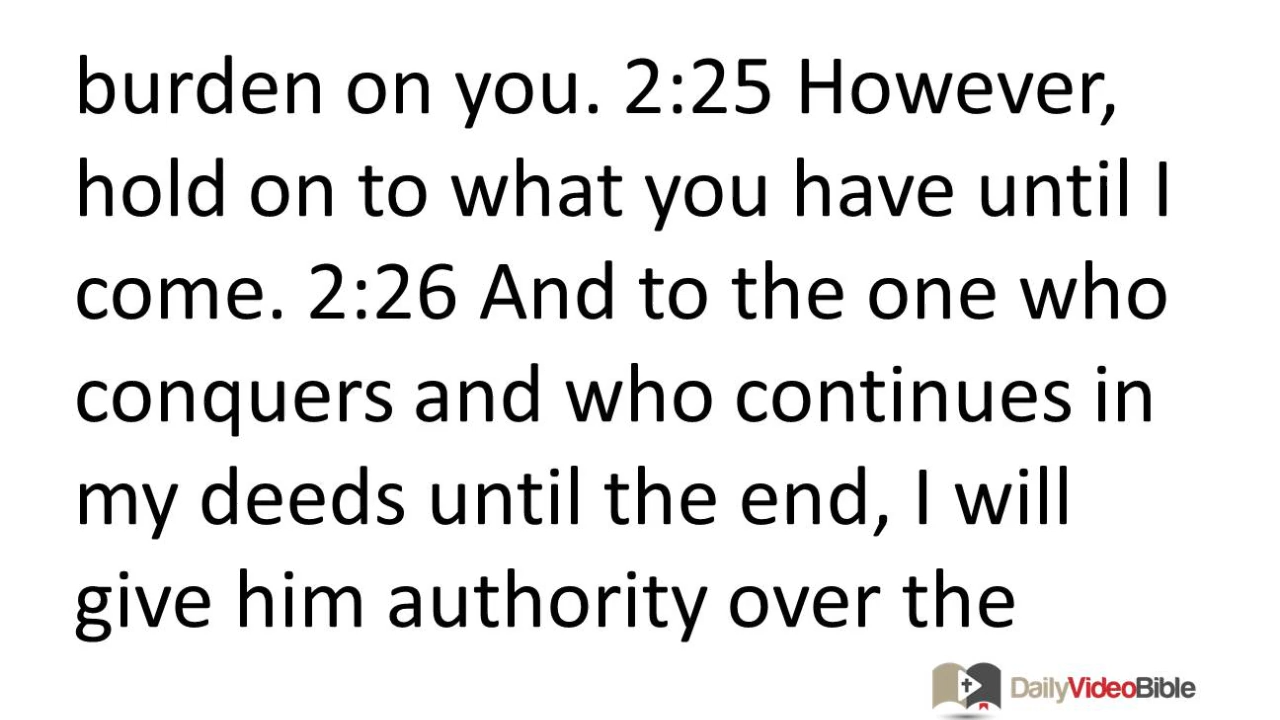 burden on you. 2:25 However,
hold on to what you have until I
come. 2:26 And to the one who
conquers and who continues in
my deeds until the end, I will
give him authority over the
DailyVideoBible